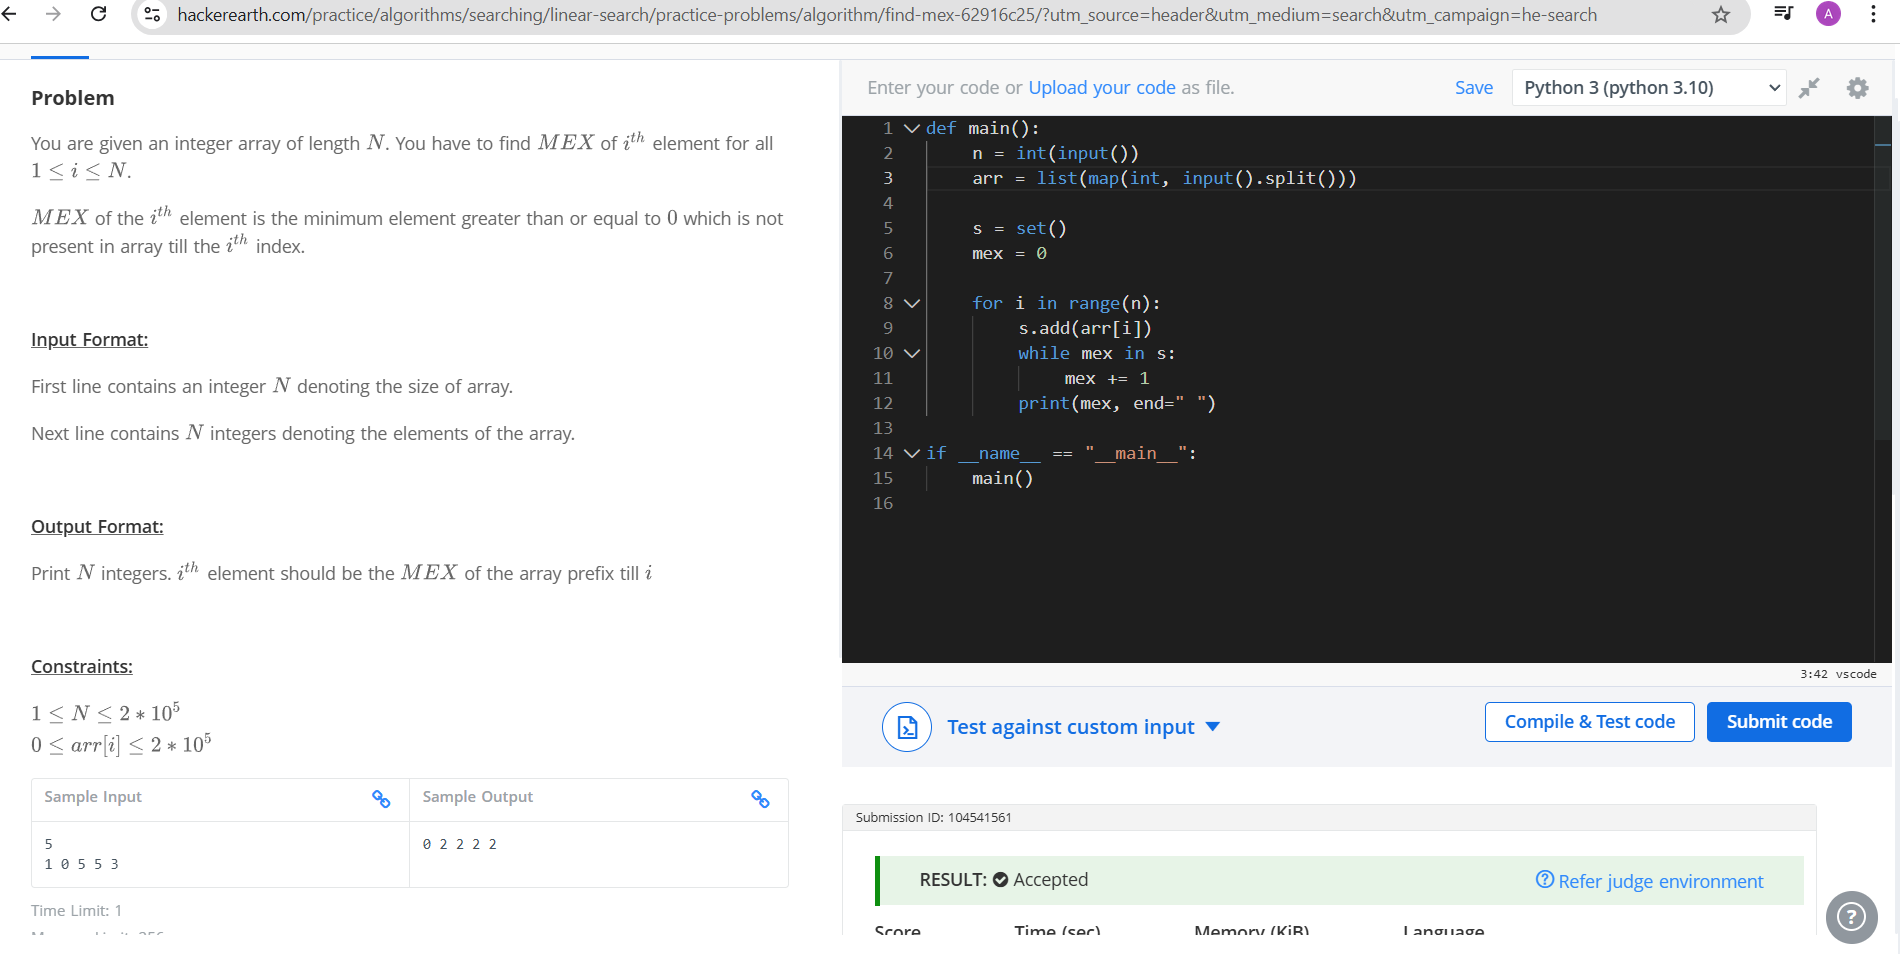 hackerearth.com/practice/algorithms/searching/linear-search/practice-problems/algorithm/find-mex-62916c25/?utm_source=header&utm_medium=search&utm_campaign=he-search
A
Problem
You are given an integer array of length N. You have to find MEX of i^th element for all
1 ≤ i ≤ N.
MEX of the i^th element is the minimum element greater than or equal to 0 which is not
present in array till the i^th index.
Input Format:
First line contains an integer N denoting the size of array.
Next line contains N integers denoting the elements of the array.
Output Format:
Print N integers. i^th element should be the MEX of the array prefix till i
Constraints:
1 ≤ N ≤ 2 * 10^5
0 ≤ arr[i] ≤ 2 * 10^5
Sample Input
Sample Output
5
1 0 5 5 3
0 2 2 2 2
Time Limit: 1
Enter your code or Upload your code as file.
Save
Python 3 (python 3.10)
1 def main():
2 n = int(input())
3 arr = list(map(int, input().split()))
4
5 s = set()
6 mex = 0
7
8 for i in range(n):
9 s.add(arr[i])
10 while mex in s:
11 mex += 1
12 print(mex, end=" ")
13
14 if __name__ == "__main__":
15 main()
16
3:42 vscode
Test against custom input
Compile & Test code
Submit code
Submission ID: 104541561
RESULT: Accepted
Refer judge environment
Score Time (sec) Memory (KiB) Language
?